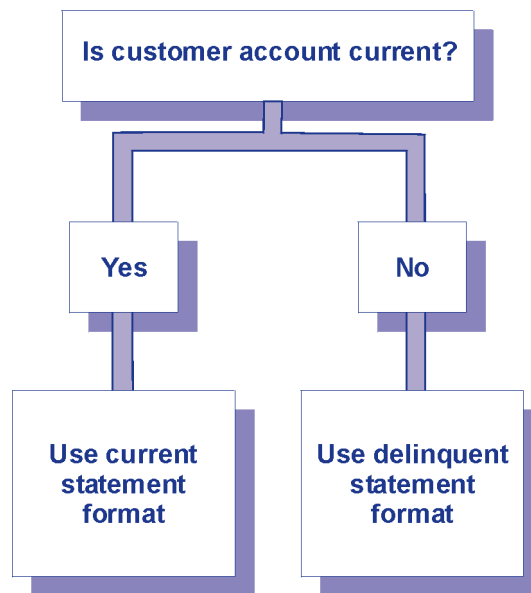 Is customer account current?
Yes
No
Use current
statement
format
Use delinquent
statement
format